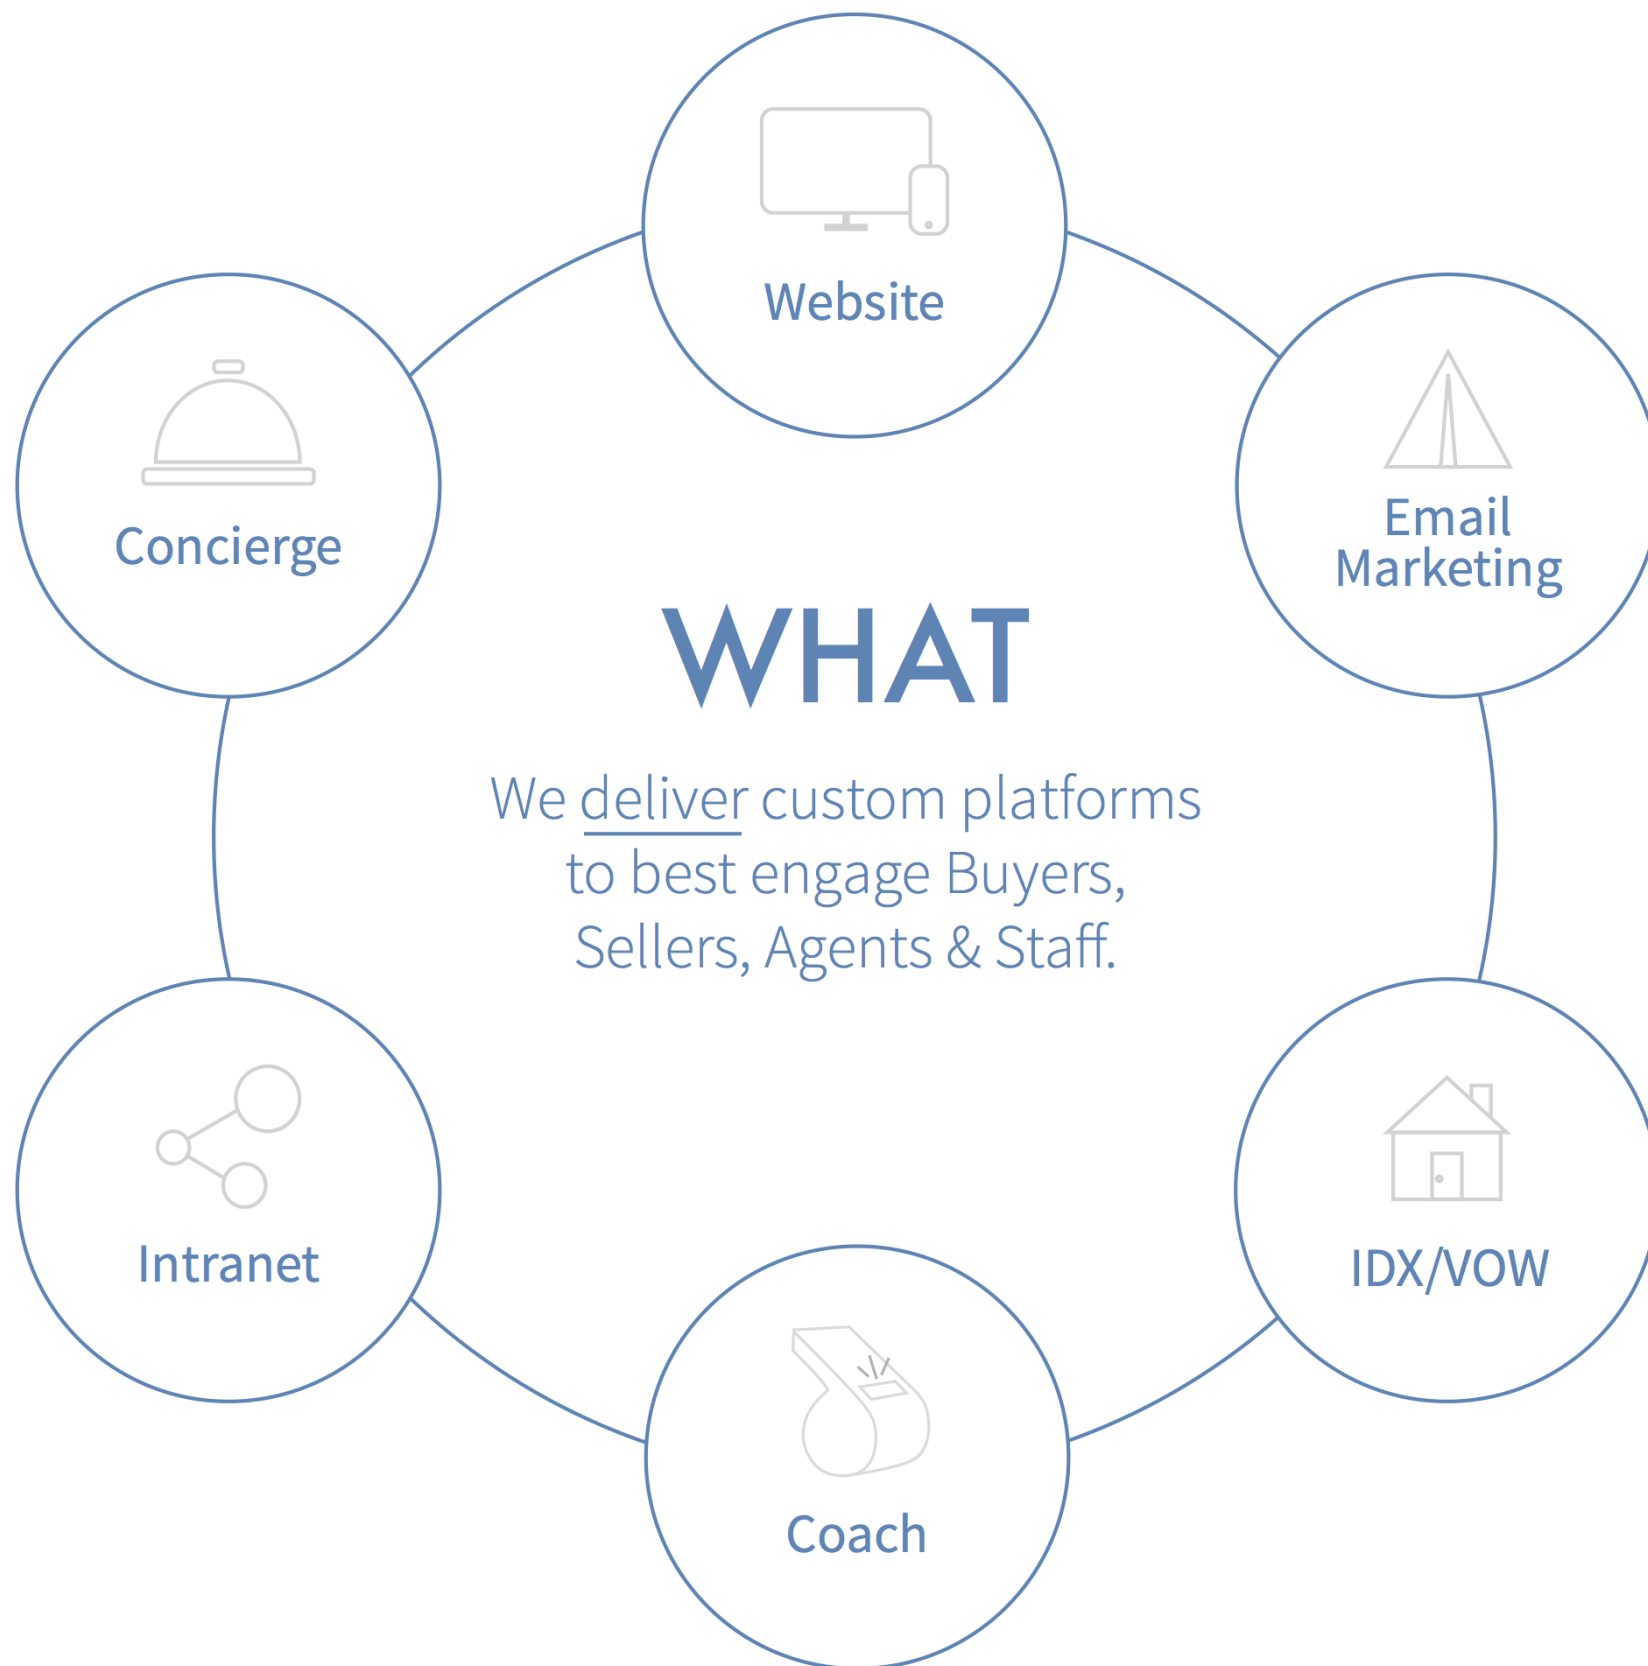 Website
Concierge
Email
Marketing
WHAT
We deliver custom platforms
to best engage Buyers,
Sellers, Agents & Staff.
Intranet
IDX/VOW
Coach